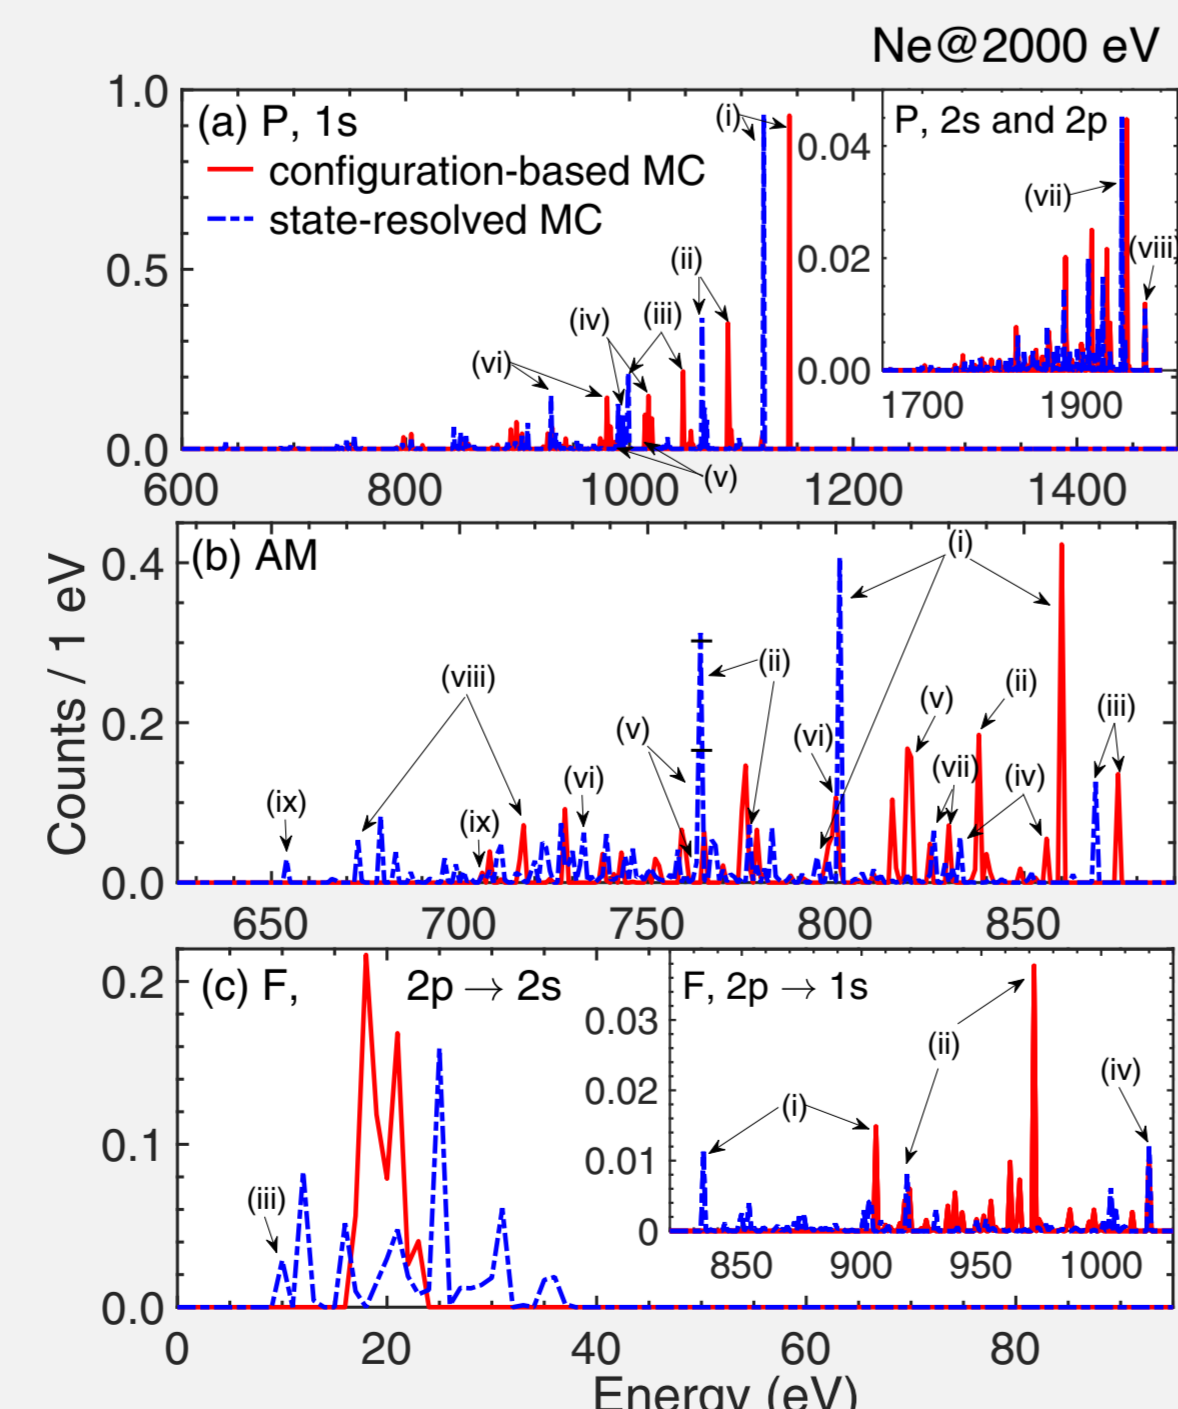 Ne@2000 eV
(a) P, 1s
configuration-based MC
state-resolved MC
(i)
(ii)
(iii)
(iv)
(vi)
(v)
1.0
0.5
0.0
600 800 1000 1200 1400
P, 2s and 2p
(vii)
(viii)
0.04
0.02
0.00
1700 1900
(b) AM
(i)
(viii)
(ii)
(v)
(vi)
(v)
(ii)
(iii)
(vii)
(iv)
(vi)
(ix)
(ix)
0.4
0.2
0.0
650 700 750 800 850
Counts / 1 eV
(c) F, 2p → 2s
(iii)
0.2
0.1
0.0
0 20 40 60 80
F, 2p → 1s
(i)
(ii)
(iv)
0.03
0.02
0.01
0
850 900 950 1000
Energy (eV)